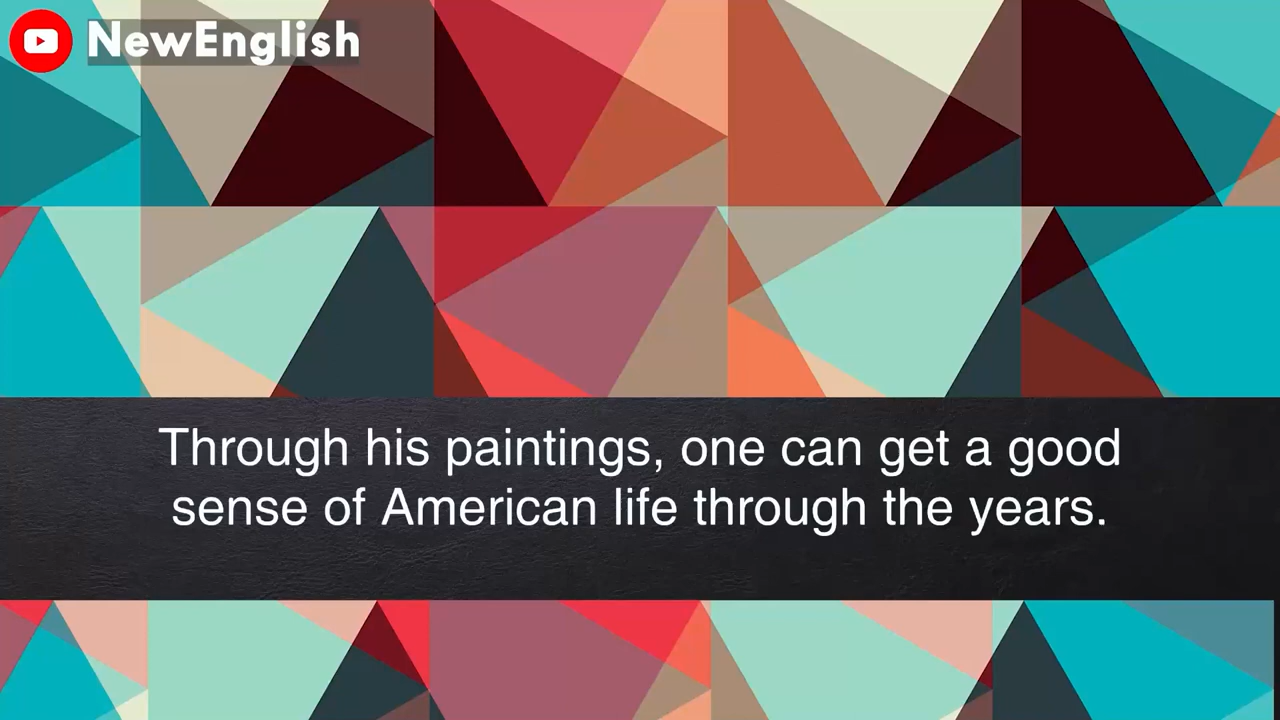 NewEnglish
Through his paintings, one can get a good
sense of American life through the years.